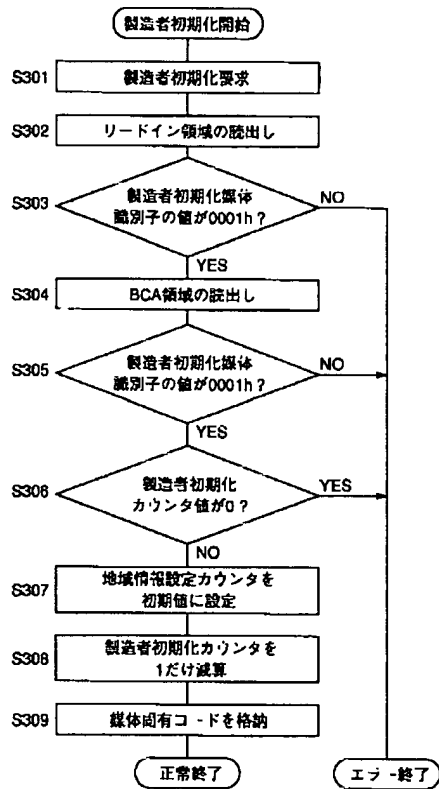 製造者初期化開始
S301
製造者初期化要求
S302
リードイン領域の読出し
S303
製造者初期化媒体
識別子の値が0001h?
NO
YES
S304
BCA領域の読出し
S305
製造者初期化媒体
識別子の値が0001h?
NO
YES
S306
製造者初期化
カウンタ値が0?
YES
NO
S307
地域情報設定カウンタを
初期値に設定
S308
製造者初期化カウンタを
1だけ減算
S309
媒体固有コードを格納
正常終了
エラー終了